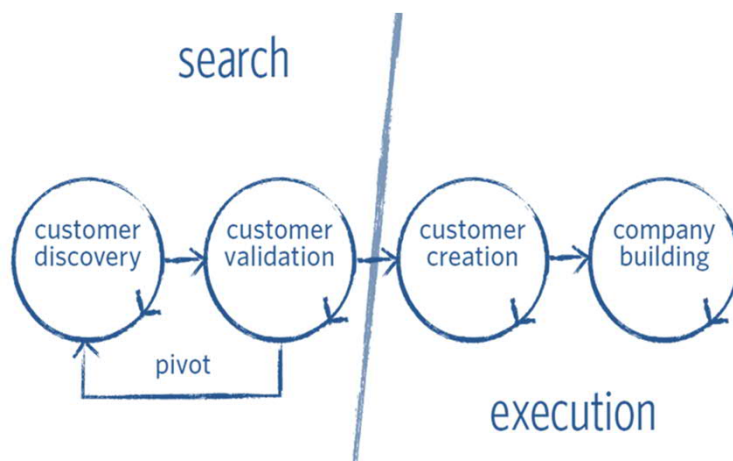 search
customer
discovery
customer
validation
customer
creation
company
building
pivot
execution